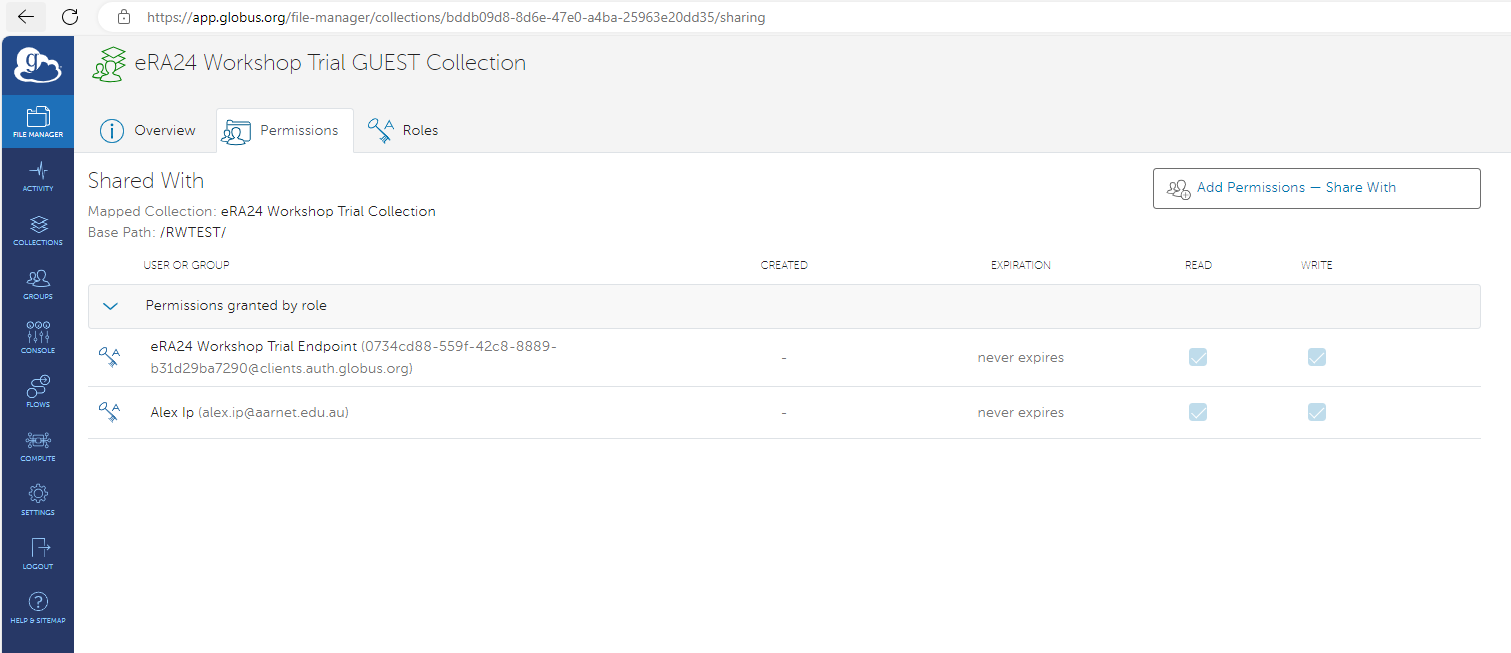 https://app.globus.org/file-manager/collections/bddb09d8-8d6e-47e0-a4ba-25963e20dd35/sharing
g
eRA24 Workshop Trial GUEST Collection
FILE MANAGER
Overview
Permissions
Roles
ACTIVITY
Shared With
Add Permissions — Share With
Mapped Collection: eRA24 Workshop Trial Collection
Base Path: /RWTEST/
COLLECTIONS
USER OR GROUP
CREATED
EXPIRATION
READ
WRITE
GROUPS
Permissions granted by role
CONSOLE
eRA24 Workshop Trial Endpoint (0734cd88-559f-42c8-8889-
b31d29ba7290@clients.auth.globus.org)
-
never expires
FLOWS
Alex Ip (alex.ip@aarnet.edu.au)
-
never expires
COMPUTE
SETTINGS
LOGOUT
HELP & SITEMAP